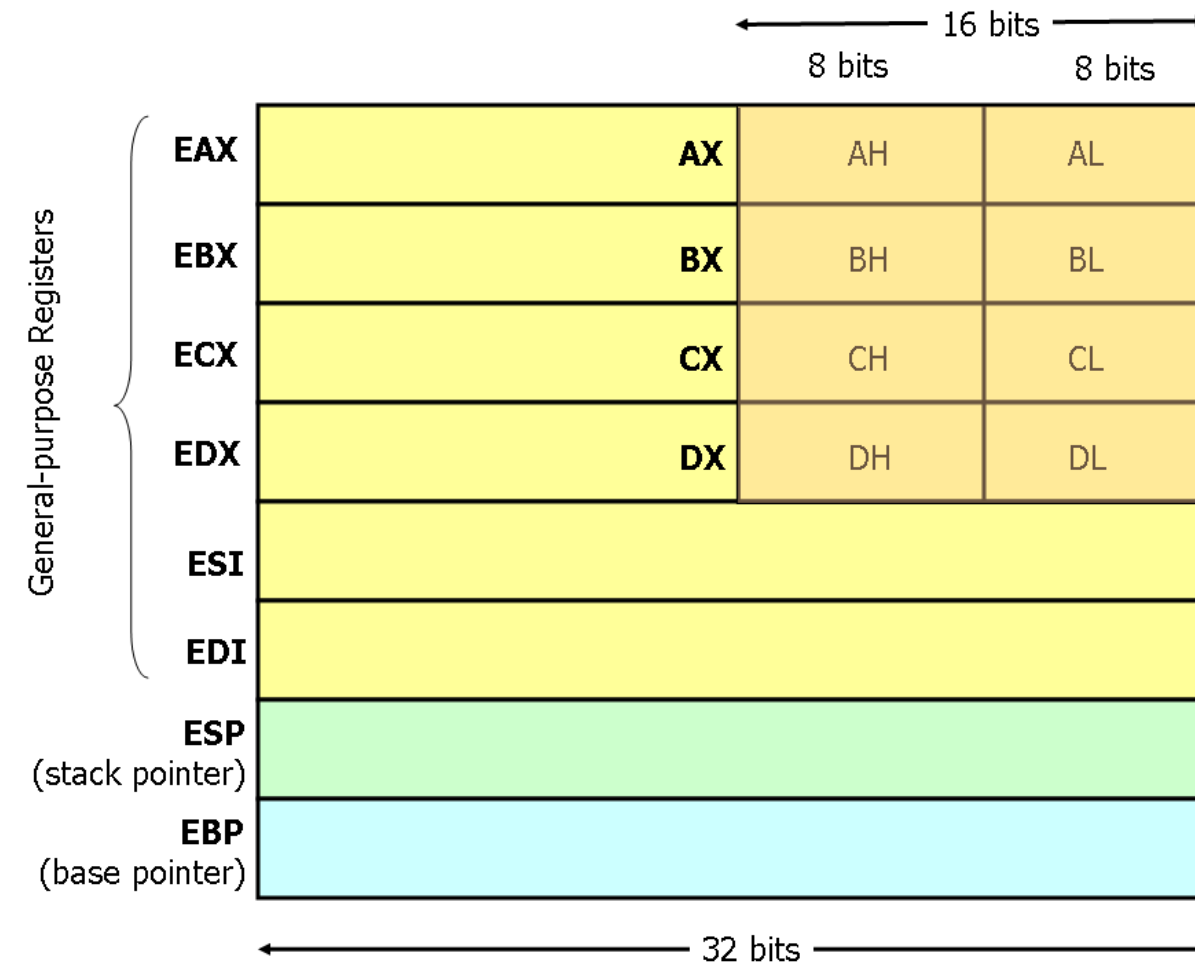 16 bits
8 bits 8 bits
General-purpose Registers
EAX AX AH AL
EBX BX BH BL
ECX CX CH CL
EDX DX DH DL
ESI
EDI
ESP
(stack pointer)
EBP
(base pointer)
32 bits